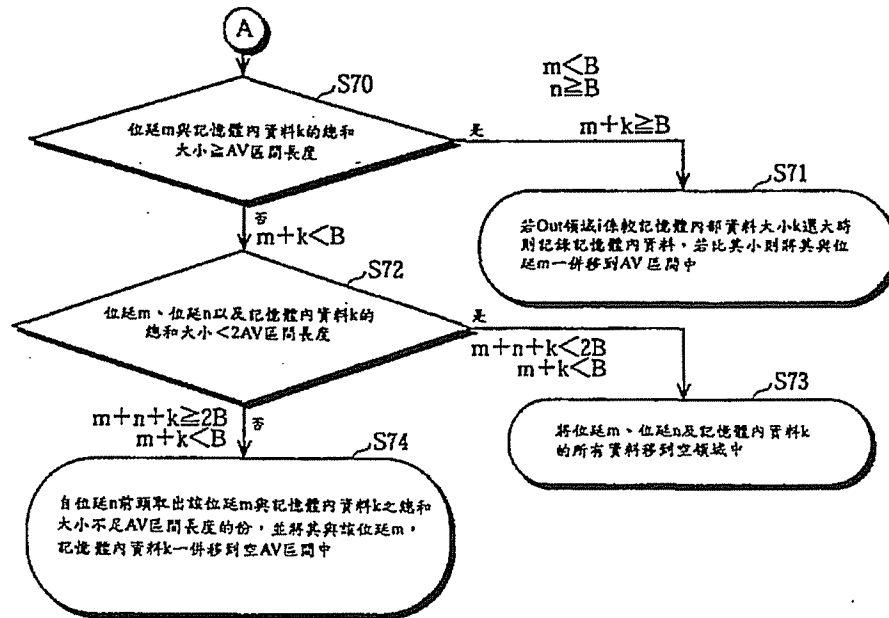 A
S70
m<B
n≧B
位延m與記憶體內資料k的總和
大小≧AV區間長度
是
m+k≧B
S71
若Out領域i係較記憶體內部資料大小k還大時
則記錄記憶體內資料，若比其小則將其與位
延m一併移到AV區間中
否
m+k<B
S72
位延m、位延n以及記憶體內資料k的
總和大小<2AV區間長度
是
m+n+k<2B
m+k<B
S73
將位延m、位延n及記憶體內資料k
的所有資料移到空領域中
m+n+k≧2B
m+k<B
否
S74
自位延n前頭取出該位延m與記憶體內資料k之總和
大小不足AV區間長度的份，並將其與該位延m，
記憶體內資料k一併移到空AV區間中